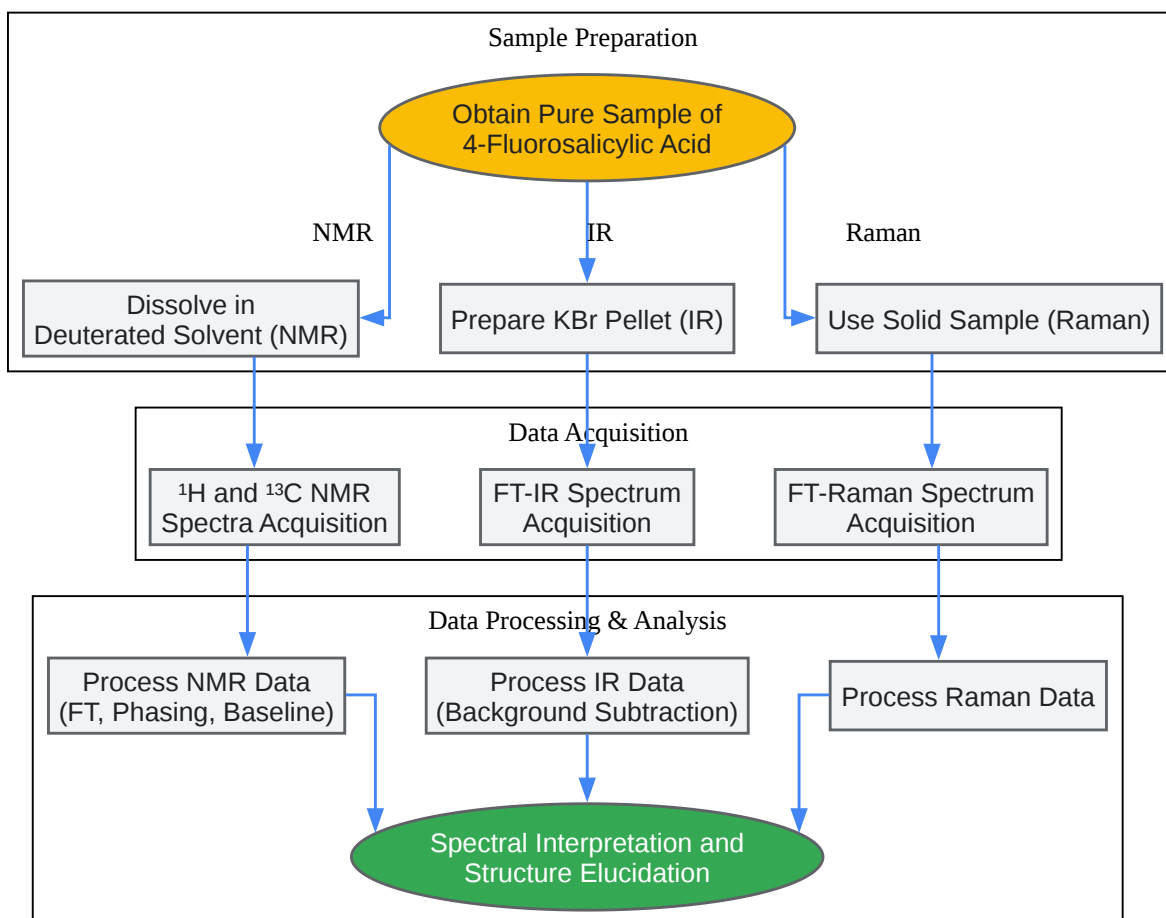 Sample Preparation
Obtain Pure Sample of
4-Fluorosalicylic Acid
NMR
IR
Raman
Dissolve in
Deuterated Solvent (NMR)
Prepare KBr Pellet (IR)
Use Solid Sample (Raman)
Data Acquisition
¹H and ¹³C NMR
Spectra Acquisition
FT-IR Spectrum
Acquisition
FT-Raman Spectrum
Acquisition
Data Processing & Analysis
Process NMR Data
(FT, Phasing, Baseline)
Process IR Data
(Background Subtraction)
Process Raman Data
Spectral Interpretation and
Structure Elucidation